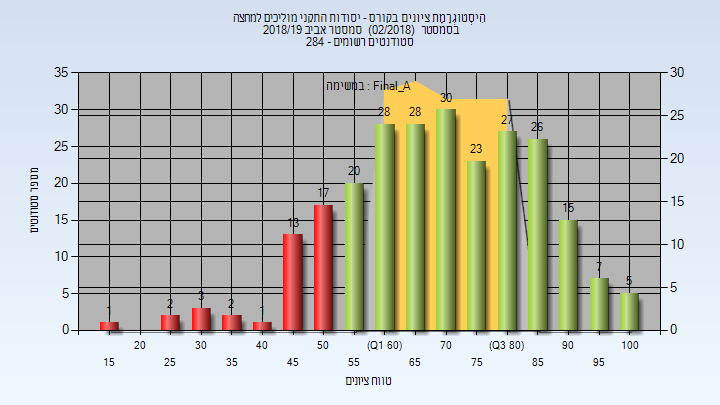 היסטוגרמת ציונים בקורס - יסודות התקני מוליכים למחצה
בסמסטר (02/2018) סמסטר אביב 2018/19
סטודנטים רשומים - 284
במשימה : Final_A
מספר סטודנטים
35 30 25 20 15 10 5 0
30 25 20 15 10 5 0
1 2 3 2 1 13 17 20 28 28 30 23 27 26 15 7 5
20 30 40 50 (Q1 60) 70 (Q3 80) 90 100
15 25 35 45 55 65 75 85 95
טווח ציונים